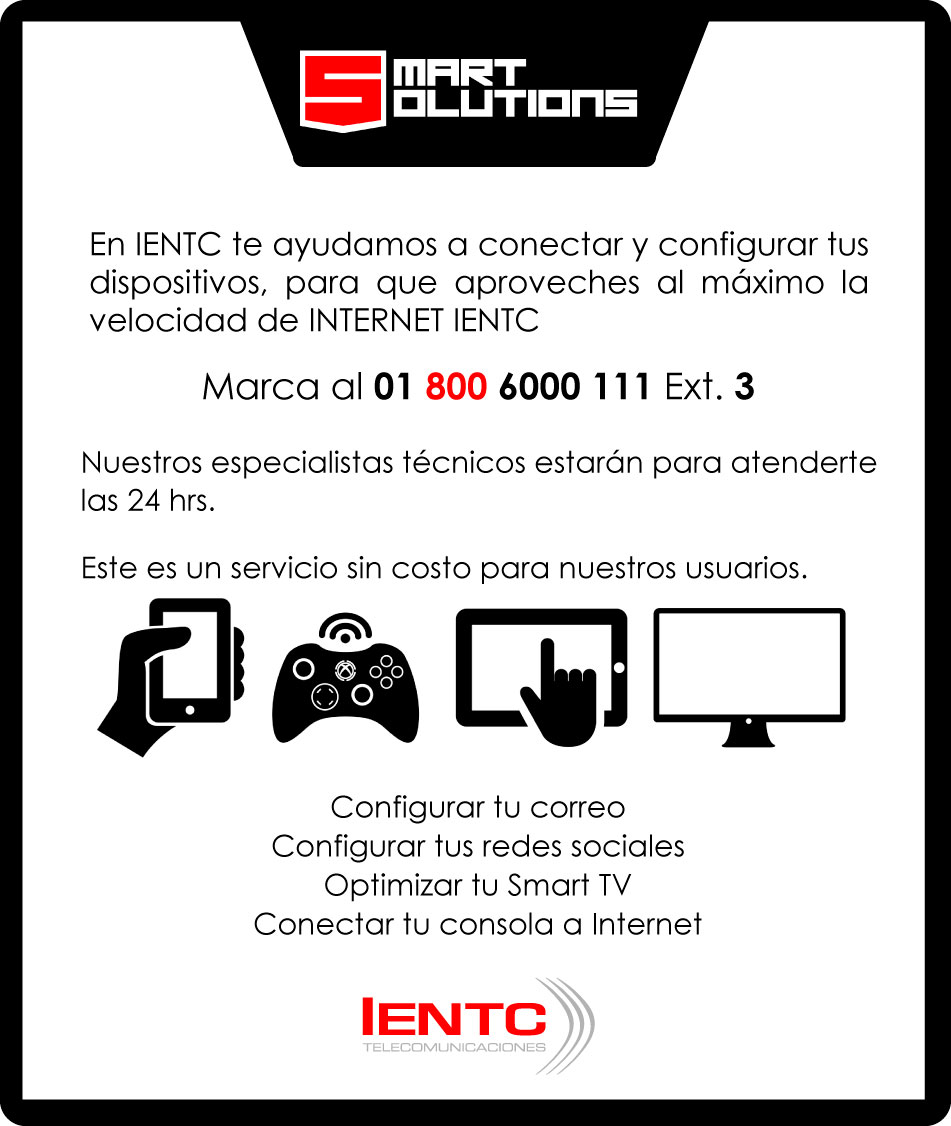 SMART
SOLUTIONS
En IENTC te ayudamos a conectar y configurar tus
dispositivos, para que aproveches al máximo la
velocidad de INTERNET IENTC
Marca al 01 800 6000 111 Ext. 3
Nuestros especialistas técnicos estarán para atenderte
las 24 hrs.
Este es un servicio sin costo para nuestros usuarios.
Configurar tu correo
Configurar tus redes sociales
Optimizar tu Smart TV
Conectar tu consola a Internet
IENTC
TELECOMUNICACIONES